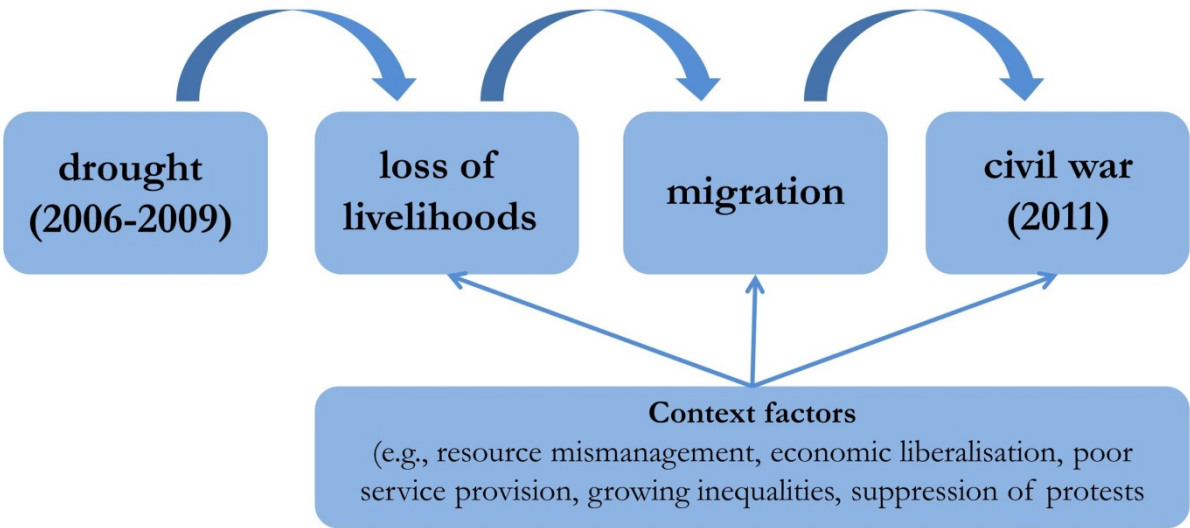 drought
(2006-2009)
loss of
livelihoods
migration
civil war
(2011)
Context factors
(e.g., resource mismanagement, economic liberalisation, poor
service provision, growing inequalities, suppression of protests